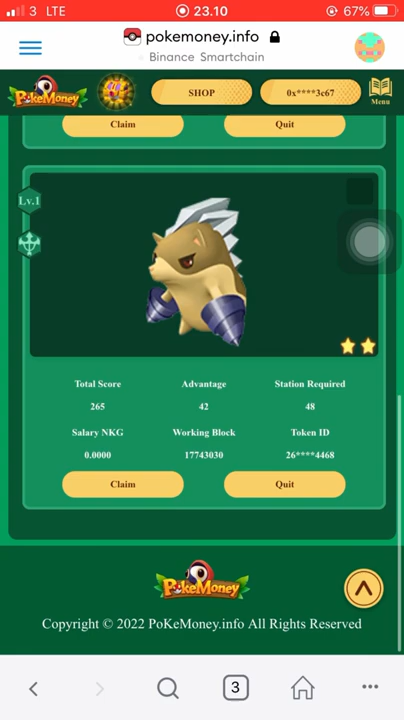 3 LTE
23.10
67%
pokemoney.info
Binance Smartchain
PoKeMoney
SHOP
0x****3c67
Menu
Claim
Quit
Lv.1
Total Score
Advantage
Station Required
265
42
48
Salary NKG
Working Block
Token ID
0.0000
17743030
26****4468
Claim
Quit
PoKeMoney
Copyright © 2022 PoKeMoney.info All Rights Reserved
3